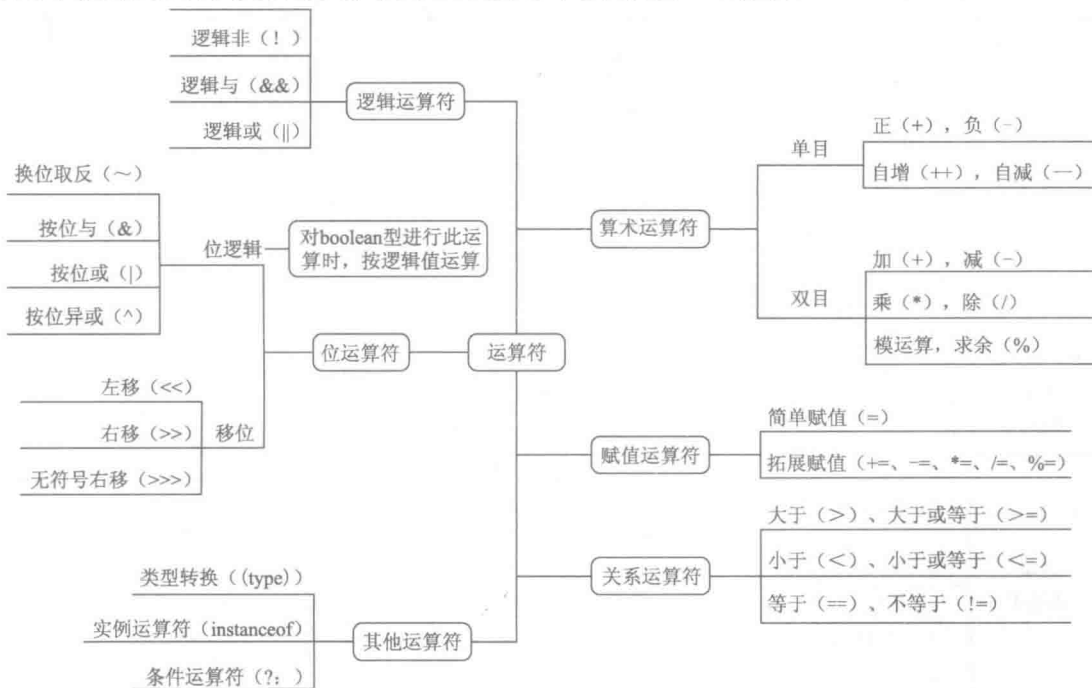 逻辑非（! ）
逻辑与（&&）
逻辑或（||）
逻辑运算符
换位取反（～）
按位与（&）
按位或（|）
按位异或（^）
位逻辑
对boolean型进行此运
算时，按逻辑值运算
位运算符
运算符
左移（<<）
右移（>>）
无符号右移（>>>）
移位
类型转换（(type)）
实例运算符（instanceof）
条件运算符（?：）
其他运算符
算术运算符
单目
正（+），负（-）
自增（++），自减（—）
双目
加（+），减（-）
乘（*），除（/）
模运算，求余（%）
赋值运算符
简单赋值（=）
拓展赋值（+=、-=、*=、/=、%=）
关系运算符
大于（>）、大于或等于（>=）
小于（<）、小于或等于（<=）
等于（==）、不等于（!=）